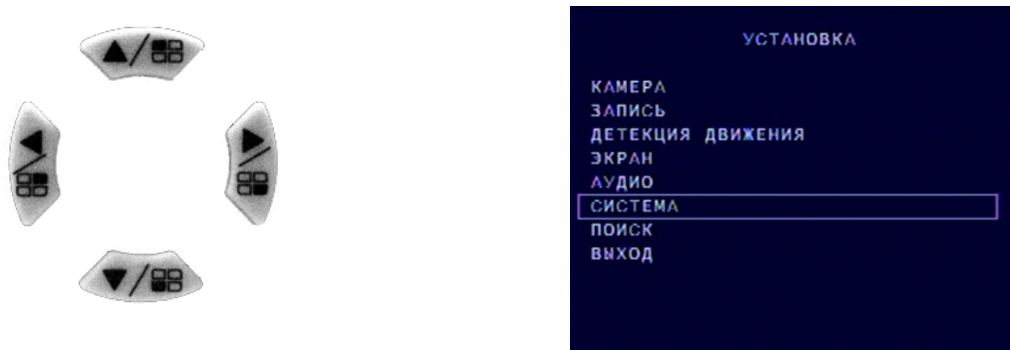 УСТАНОВКА
КАМЕРА
ЗАПИСЬ
ДЕТЕКЦИЯ ДВИЖЕНИЯ
ЭКРАН
АУДИО
СИСТЕМА
ПОИСК
ВЫХОД